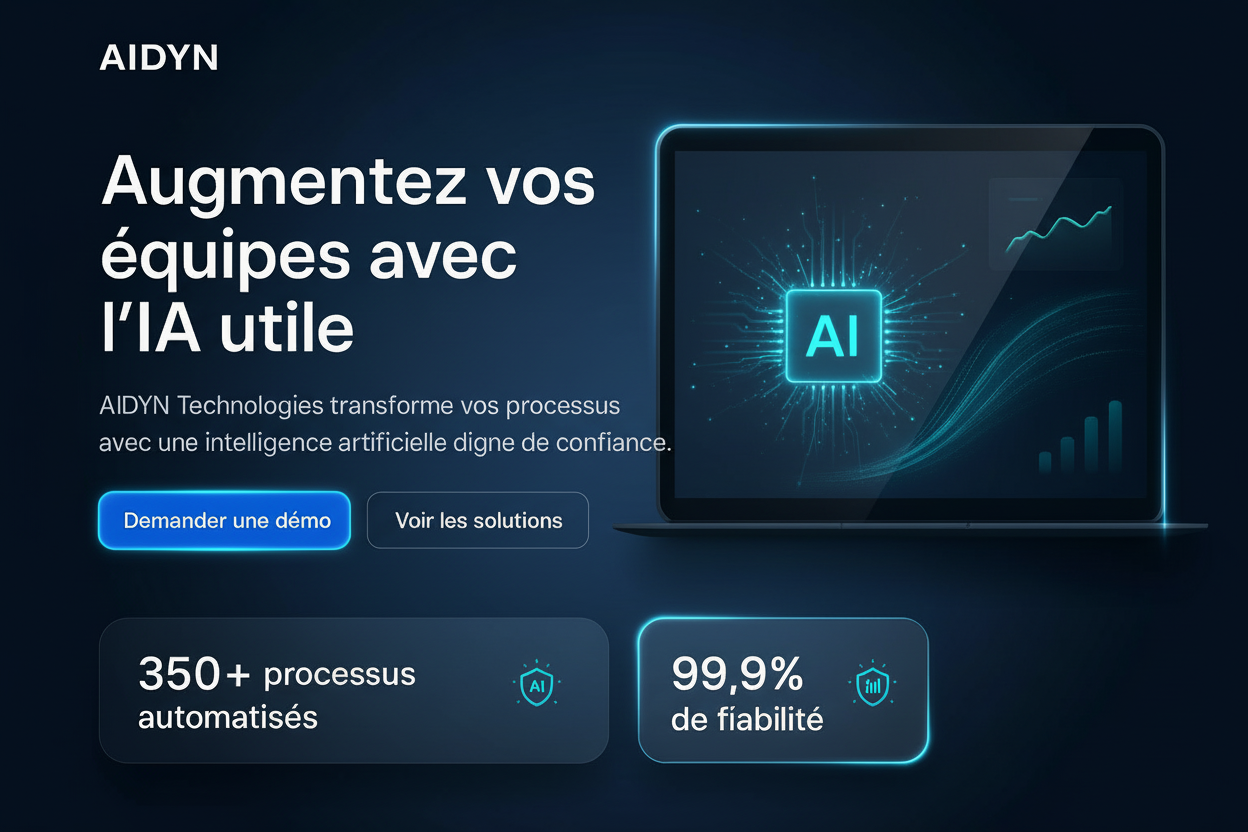 AIDYN
Augmentez vos
équipes avec
l’IA utile
AIDYN Technologies transforme vos processus
avec une intelligence artificielle digne de confiance.
Demander une démo
Voir les solutions
AI
350+ processus
automatisés
AI
99,9%
de fiabilité